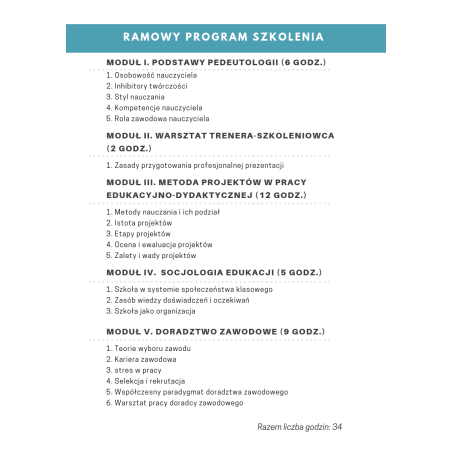 RAMOWY PROGRAM SZKOLENIA
MODUŁ I. PODSTAWY PEDEUTOLOGII (6 GODZ.)
1. Osobowość nauczyciela
2. Inhibitory twórczości
3. Styl nauczania
4. Kompetencje nauczyciela
5. Rola zawodowa nauczyciela
MODUŁ II. WARSZTAT TRENERA-SZKOLENIOWCA
(2 GODZ.)
1. Zasady przygotowania profesjonalnej prezentacji
MODUŁ III. METODA PROJEKTÓW W PRACY
EDUKACYJNO-DYDAKTYCZNEJ (12 GODZ.)
1. Metody nauczania i ich podział
2. Istota projektów
3. Etapy projektów
4. Ocena i ewaluacja projektów
5. Zalety i wady projektów
MODUŁ IV. SOCJOLOGIA EDUKACJI (5 GODZ.)
1. Szkoła w systemie społeczeństwa klasowego
2. Zasób wiedzy doświadczeń i oczekiwań
3. Szkoła jako organizacja
MODUŁ V. DORADZTWO ZAWODOWE (9 GODZ.)
1. Teorie wyboru zawodu
2. Kariera zawodowa
3. stres w pracy
4. Selekcja i rekrutacja
5. Współczesny paradygmat doradztwa zawodowego
6. Warsztat pracy doradcy zawodowego
Razem liczba godzin: 34